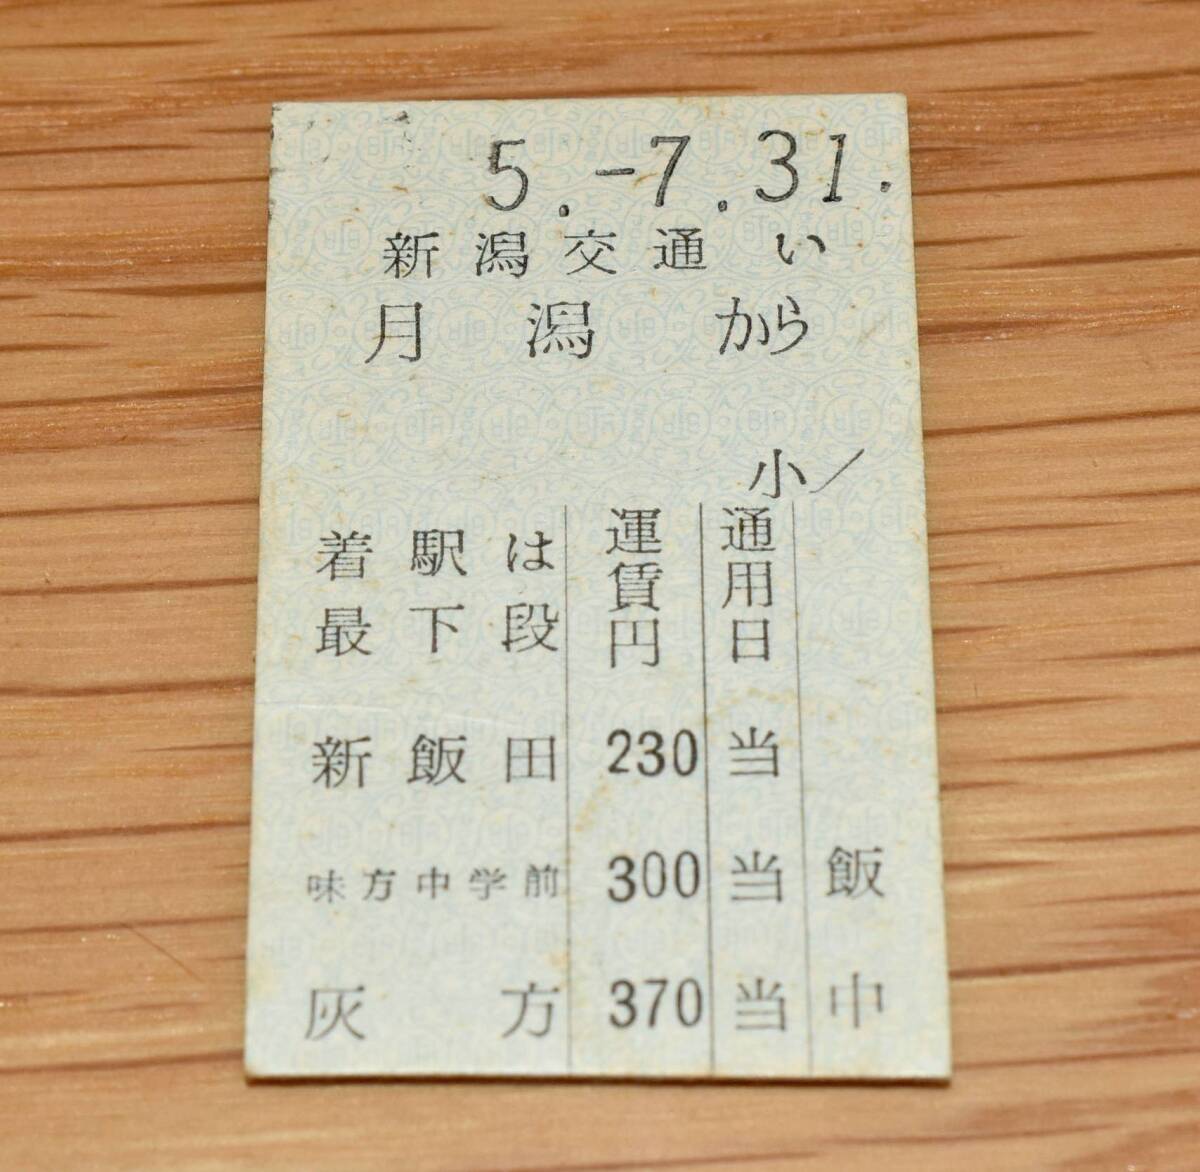 5.-7.31.
新潟交通 い
月潟から
小
着駅は
最下段
運賃円
通用日
新飯田 230 当
味方中学前 300 当 飯
灰方 370 当 中